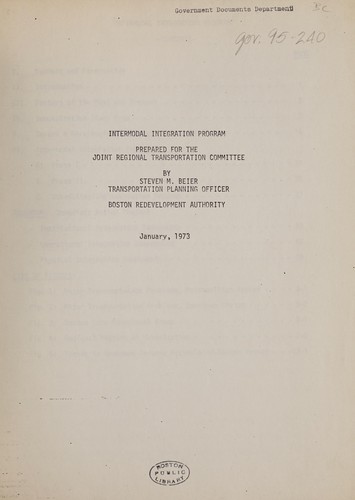 Government Documents Department
gov. 95-240
INTERMODAL INTEGRATION PROGRAM
PREPARED FOR THE
JOINT REGIONAL TRANSPORTATION COMMITTEE
BY
STEVEN M. BEIER
TRANSPORTATION PLANNING OFFICER
BOSTON REDEVELOPMENT AUTHORITY
January, 1973
BOSTON
PUBLIC
LIBRARY